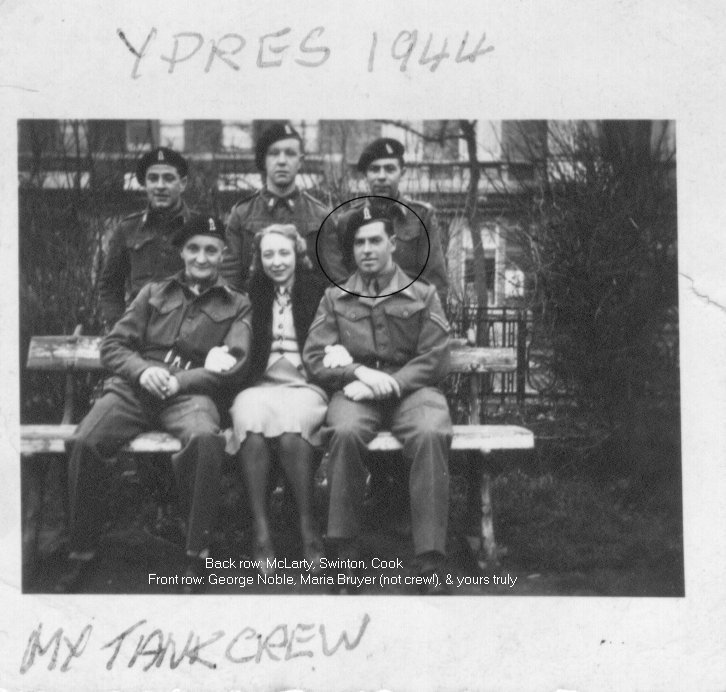 YPRES 1944
Back row: McLarty, Swinton, Cook
Front row: George Noble, Maria Bruyer (not crew!), & yours truly
MY TANK CREW